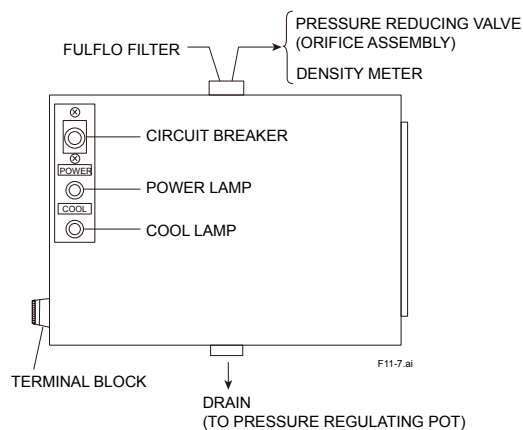 PRESSURE REDUCING VALVE
(ORIFICE ASSEMBLY)
FULFLO FILTER
DENSITY METER
CIRCUIT BREAKER
POWER
POWER LAMP
COOL
COOL LAMP
F11-7.ai
TERMINAL BLOCK
DRAIN
(TO PRESSURE REGULATING POT)